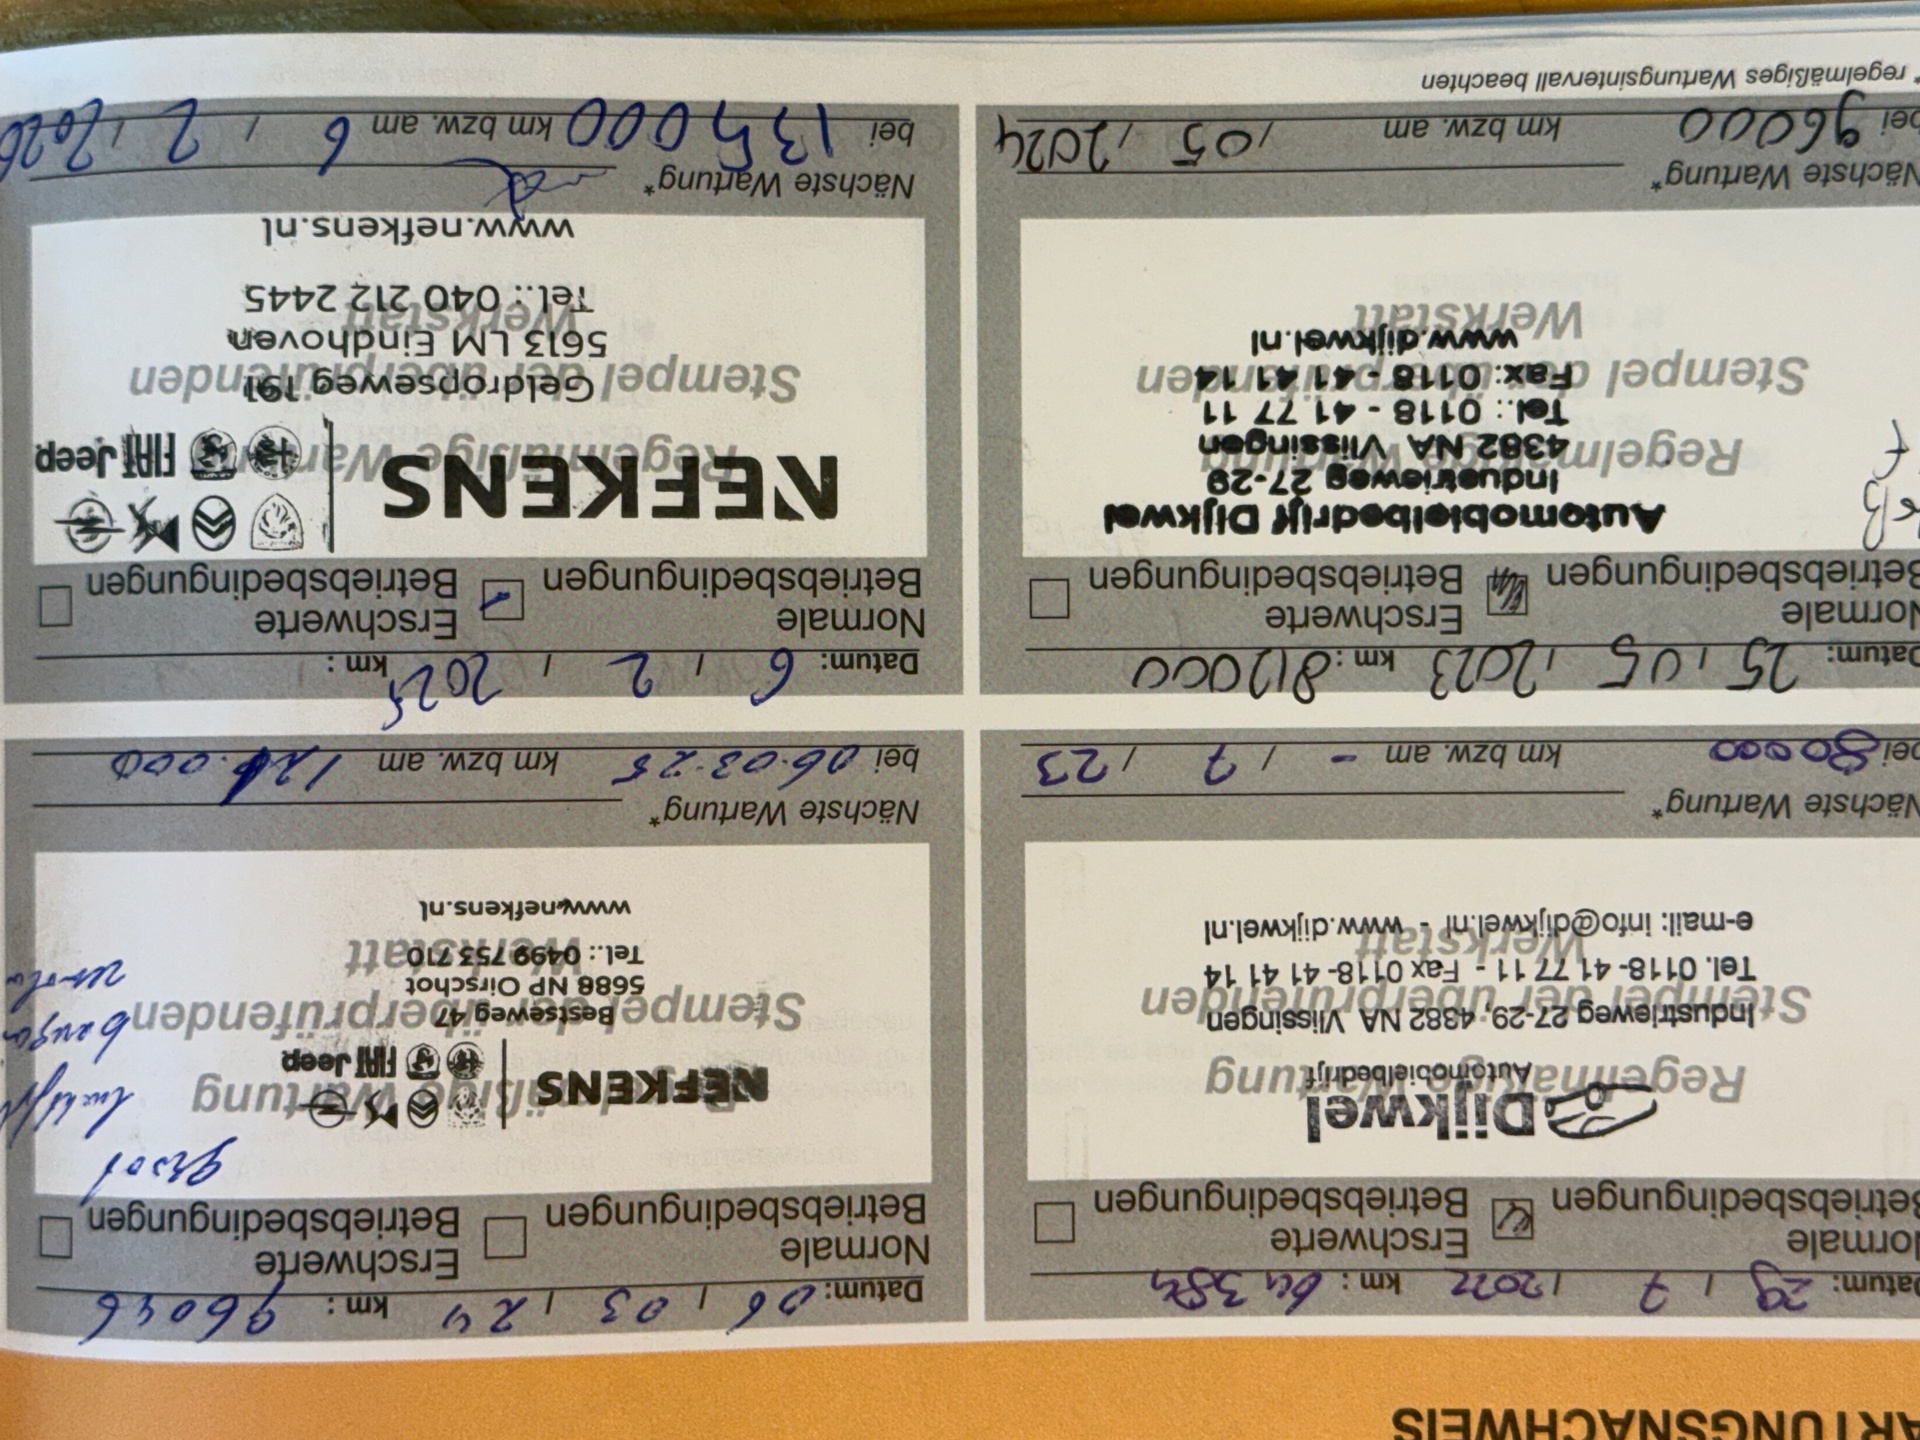 ARTUNGSNACHWEIS
Datum: 29 / 7 / 2022 km: 64384
Normale
Betriebsbedingungen
Erschwerte
Betriebsbedingungen
Regelmäßige Wartung
Stempel der überprüfenden
Werkstatt
Dijkwel
Automobielbedrijf
Industrieweg 27-29, 4382 NA Vlissingen
Tel. 0118-41 77 11 - Fax 0118-41 41 14
e-mail: info@dijkwel.nl - www.dijkwel.nl
Nächste Wartung*
bei 80000 km bzw. am - / 7 / 23
Datum: 06 / 03 / 24 km: 96046
Normale
Betriebsbedingungen
Erschwerte
Betriebsbedingungen
Regelmäßige Wartung
Stempel der überprüfenden
Werkstatt
NEFKENS
FIAT Jeep
Bestseweg 47
5688 NP Oirschot
Tel.: 0499 753 710
www.nefkens.nl
Nächste Wartung*
bei 06-03-25 km bzw. am
Datum: 25 / 05 / 2023 km:
Normale
Betriebsbedingungen
Erschwerte
Betriebsbedingungen
Regelmäßige Wartung
Stempel der überprüfenden
Werkstatt
Automobielbedrijf Dijkwel
Industrieweg 27-29
4382 NA Vlissingen
Tel.: 0118 - 41 77 11
Fax: 0118 - 41 41 14
www.dijkwel.nl
Nächste Wartung*
bei 96000 km bzw. am / 05 / 2024
* regelmäßiges Wartungsintervall beachten
Datum: 6 / 2 / 2025 km:
Normale
Betriebsbedingungen
Erschwerte
Betriebsbedingungen
Regelmäßige Wartung
Stempel der überprüfenden
Werkstatt
NEFKENS
FIAT Jeep
Geldropseweg 191
5613 LM Eindhoven
Tel.: 040 212 2445
www.nefkens.nl
Nächste Wartung*
bei 135000 km bzw. am 6 / 2 / 2026